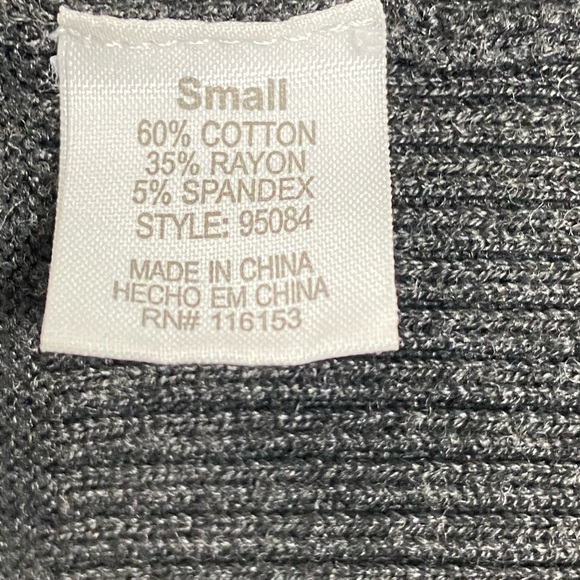 Small
60% COTTON
35% RAYON
5% SPANDEX
STYLE: 95084
MADE IN CHINA
HECHO EM CHINA
RN# 116153